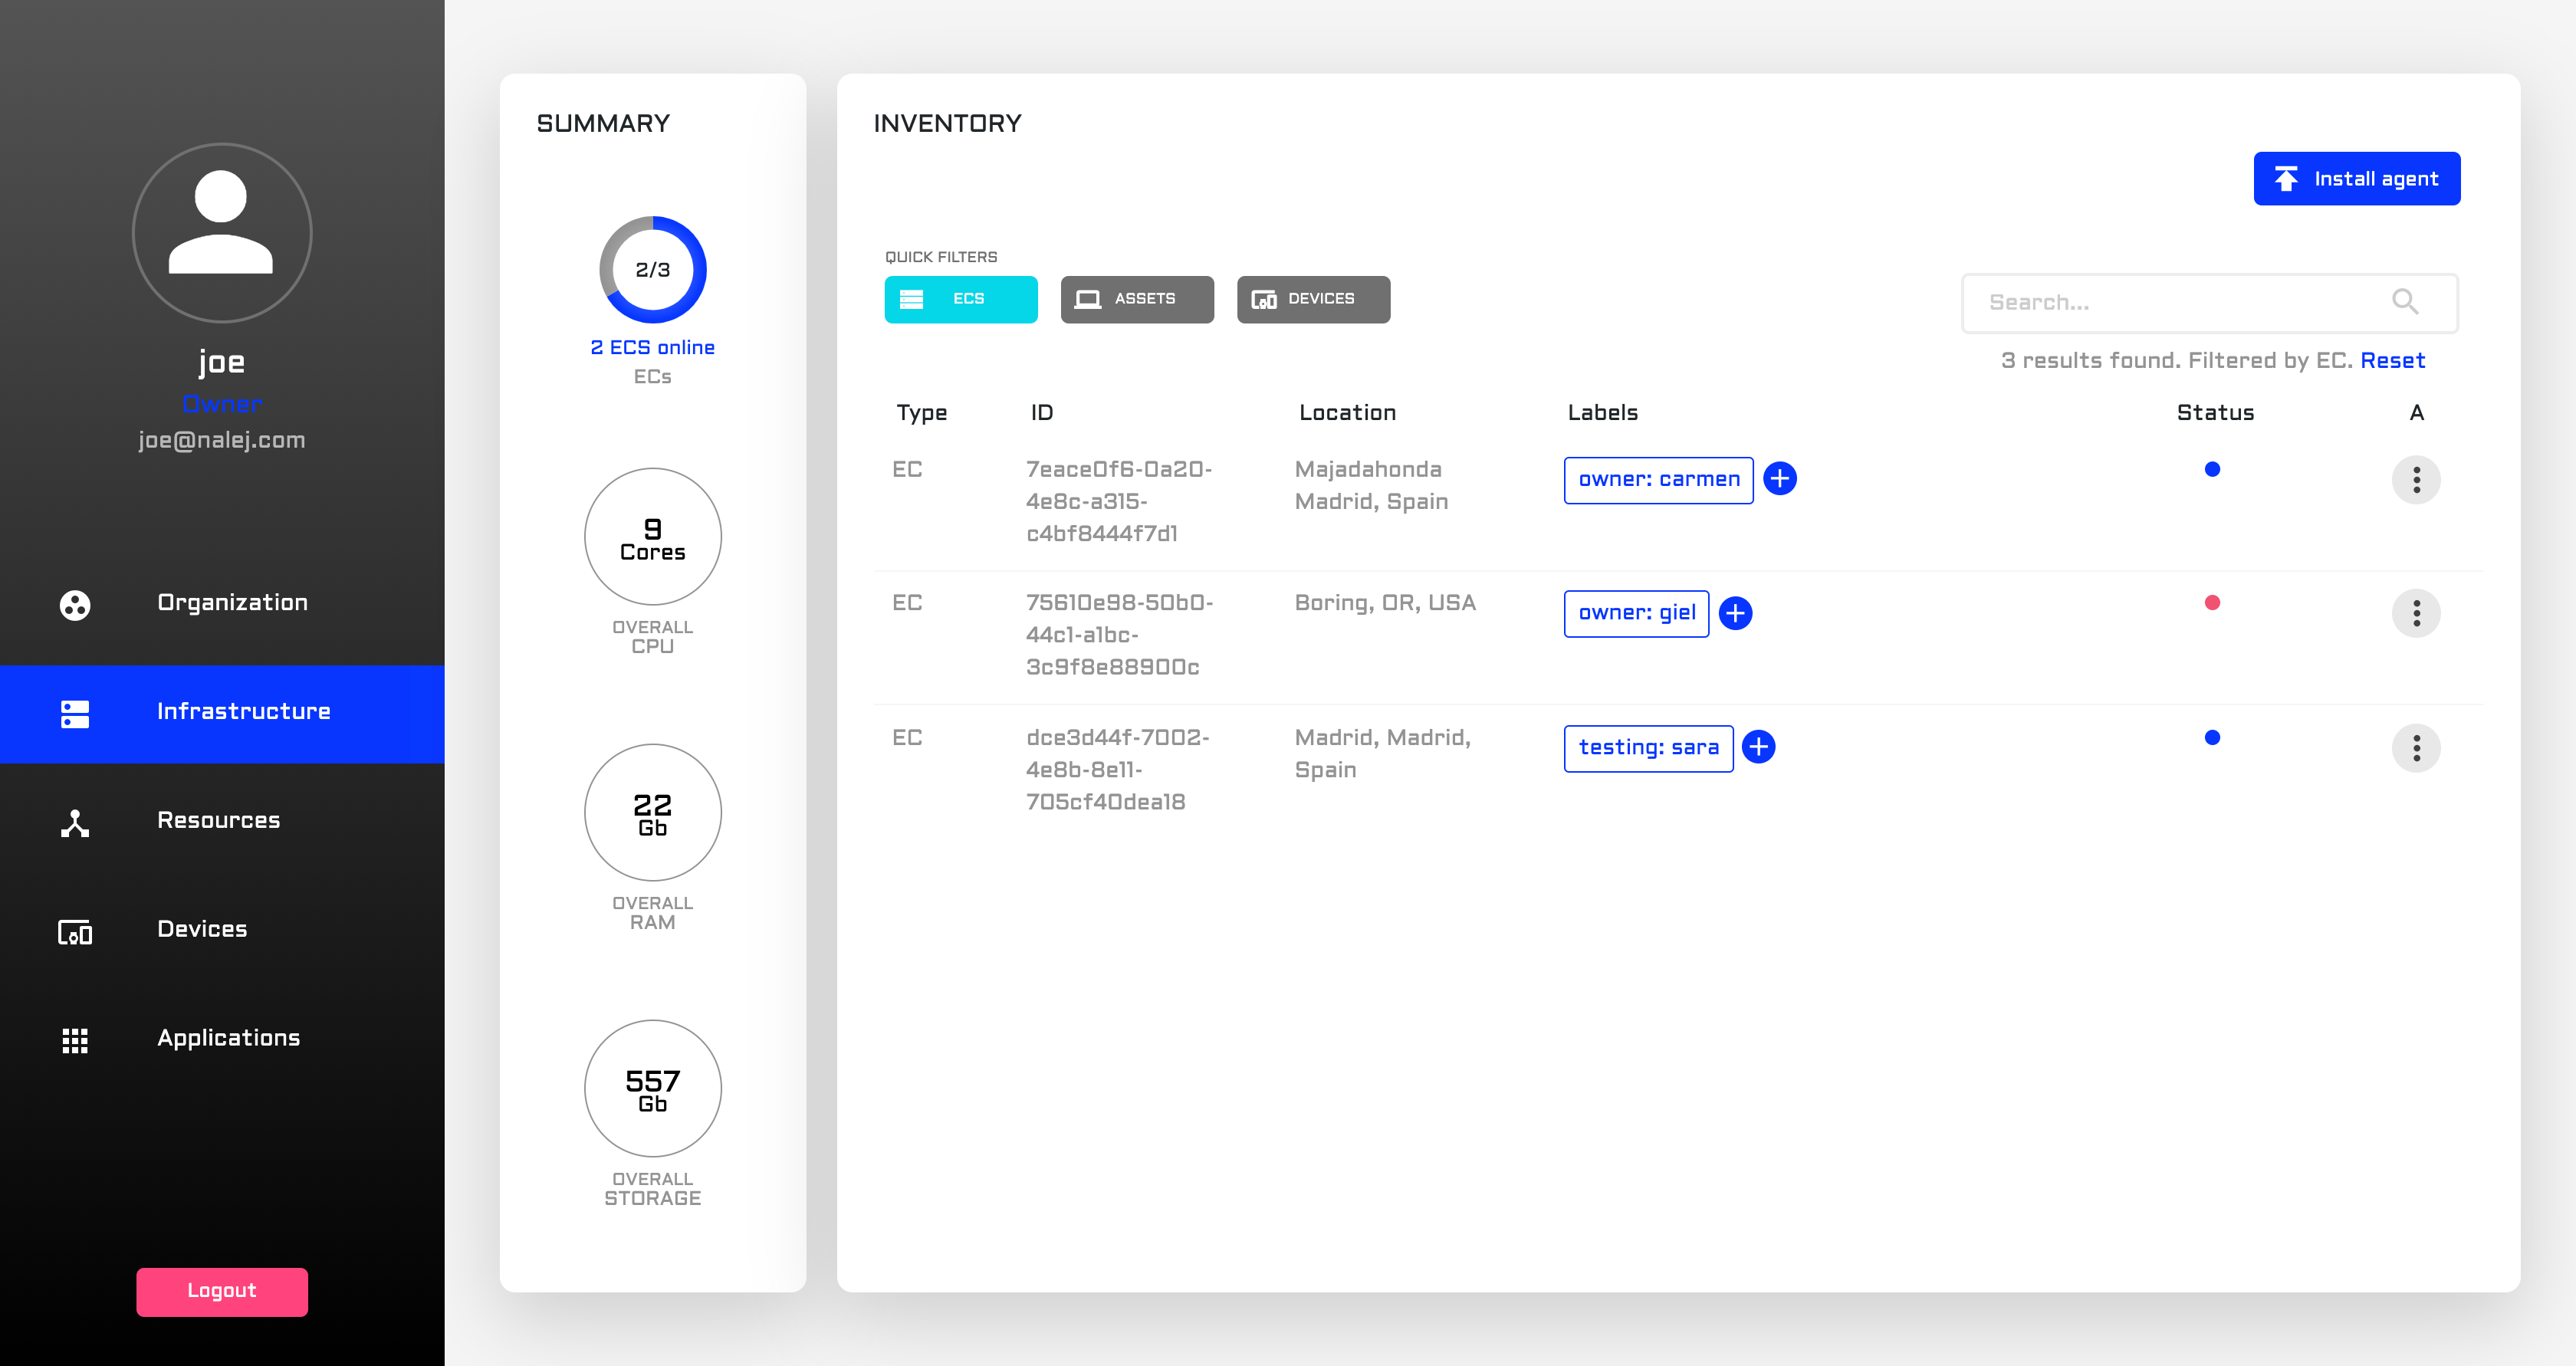 joe
Owner
joe@nalej.com
Organization
Infrastructure
Resources
Devices
Applications
Logout
SUMMARY
2/3
2 ECS online
ECs
9
Cores
OVERALL
CPU
22
Gb
OVERALL
RAM
557
Gb
OVERALL
STORAGE
INVENTORY
Install agent
QUICK FILTERS
ECS ASSETS DEVICES
Search...
3 results found. Filtered by EC. Reset
Type ID Location Labels Status A
EC 7eace0f6-0a20- Majadahonda owner: carmen
4e8c-a315- Madrid, Spain
c4bf8444f7d1
EC 75610e98-50b0- Boring, OR, USA owner: giel
44c1-a1bc-
3c9f8e88900c
EC dce3d44f-7002- Madrid, Madrid, testing: sara
4e8b-8e11- Spain
705cf40dea18